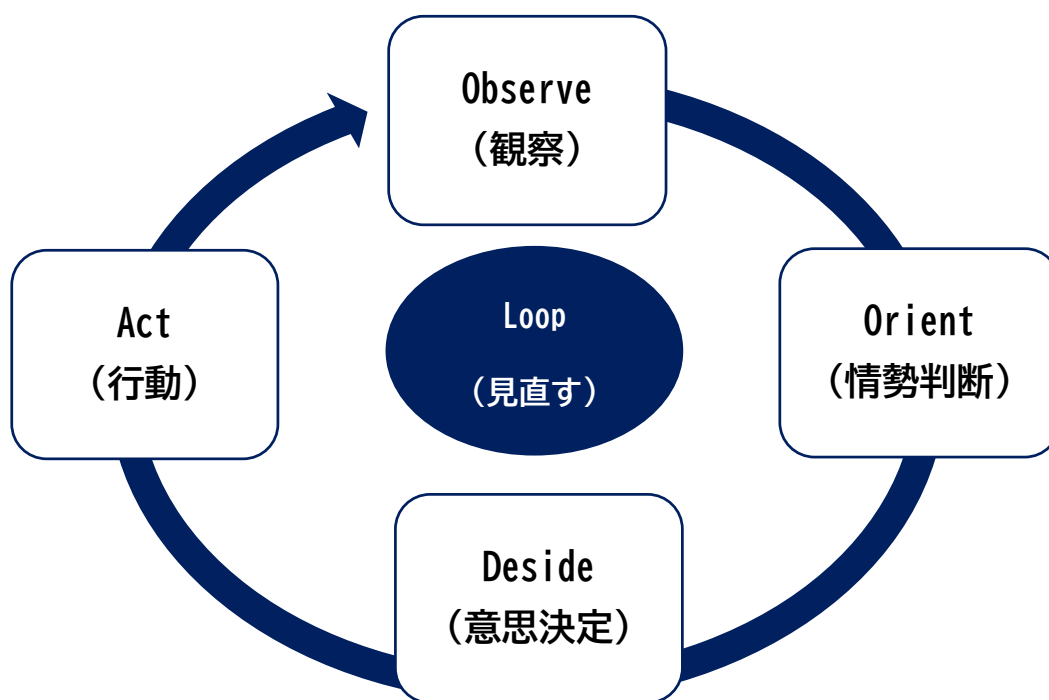 Observe
（観察）
Orient
（情勢判断）
Deside
（意思決定）
Act
（行動）
Loop
（見直す）